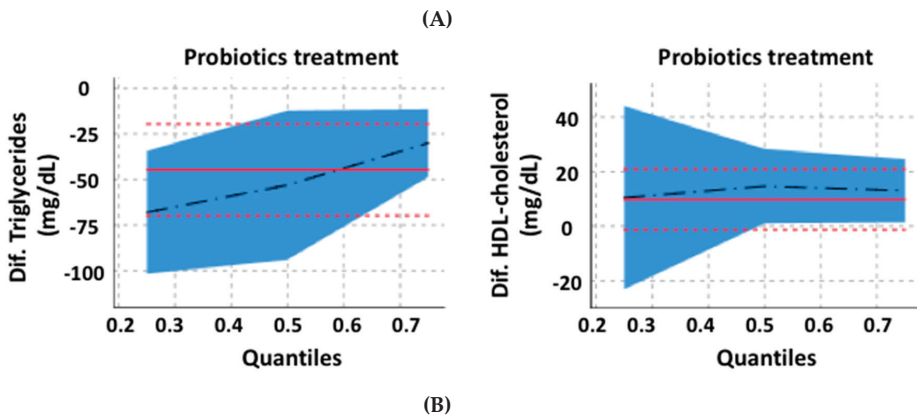 (A)
Probiotics treatment
Dif. Triglycerides
(mg/dL)
0
-25
-50
-75
-100
0.2 0.3 0.4 0.5 0.6 0.7
Quantiles
Probiotics treatment
Dif. HDL-cholesterol
(mg/dL)
40
20
0
-20
0.2 0.3 0.4 0.5 0.6 0.7
Quantiles
(B)